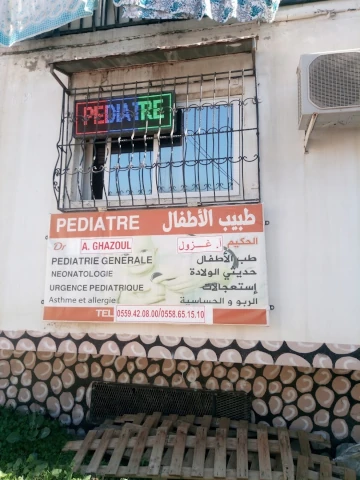 PEDIATRE
PEDIATRE طبيب الأطفال
Dr A. GHAZOUL الحكيم أ. غـــزول
PEDIATRIE GENERALE طب الأطفال
NEONATOLOGIE حديثي الولادة
URGENCE PEDIATRIQUE إستعجالات
Asthme et allergie الربو و الحساسية
TEL 0559.42.08.00/0558.65.15.10